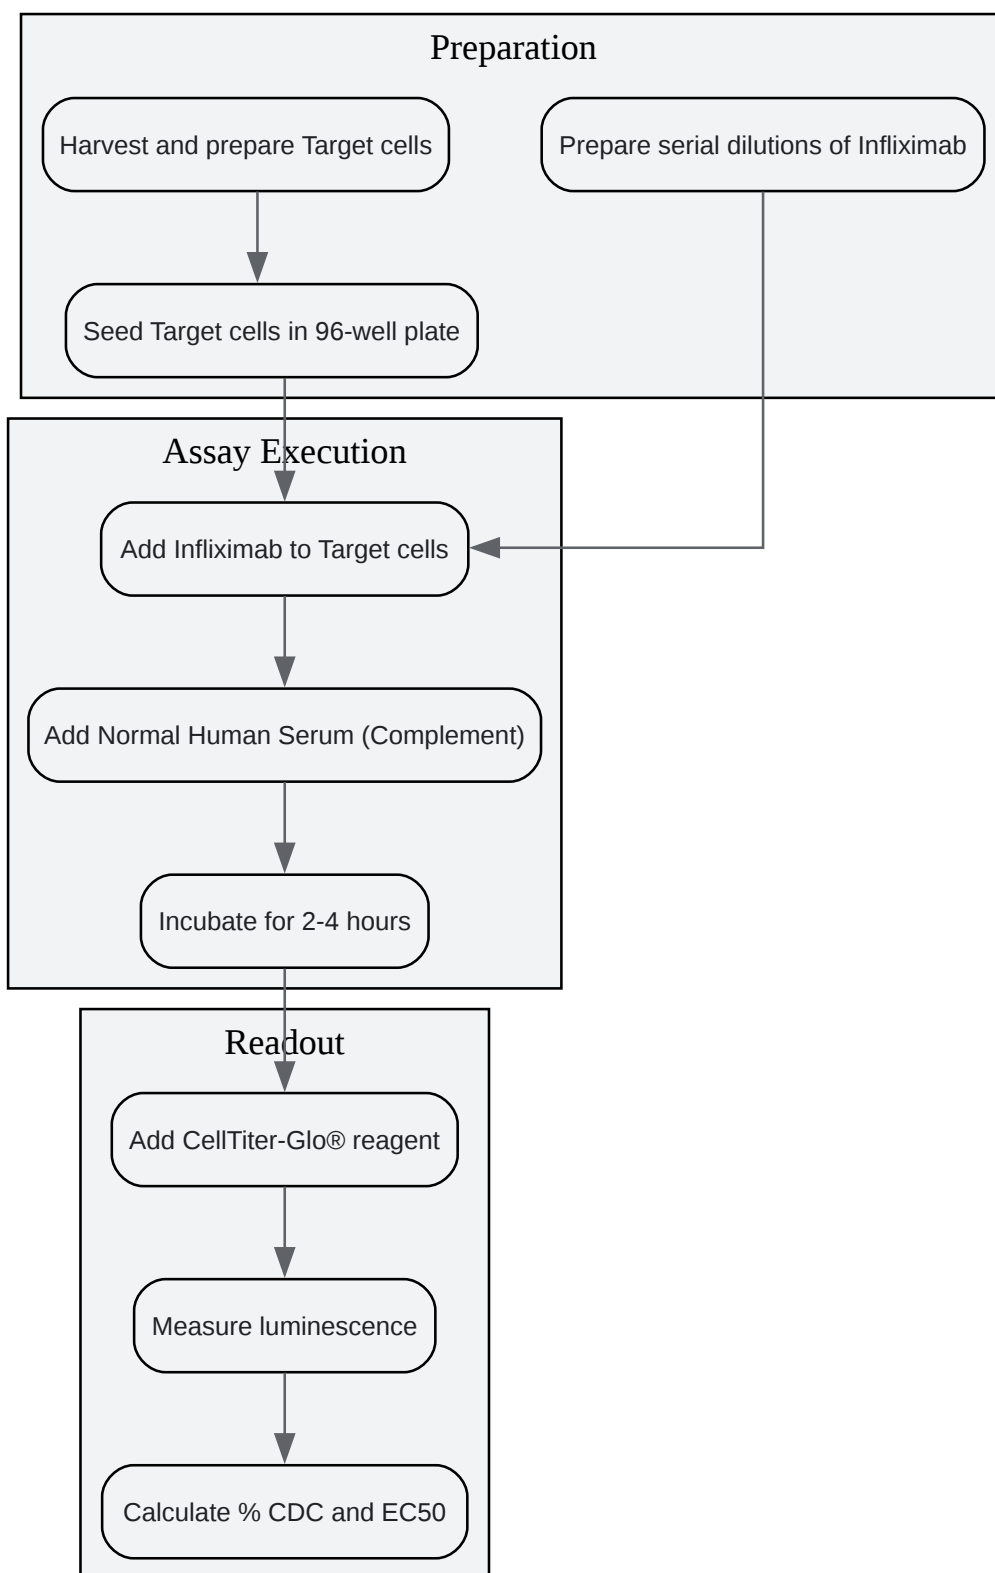 Preparation
Harvest and prepare Target cells
Prepare serial dilutions of Infliximab
Seed Target cells in 96-well plate
Assay Execution
Add Infliximab to Target cells
Add Normal Human Serum (Complement)
Incubate for 2-4 hours
Readout
Add CellTiter-Glo® reagent
Measure luminescence
Calculate % CDC and EC50